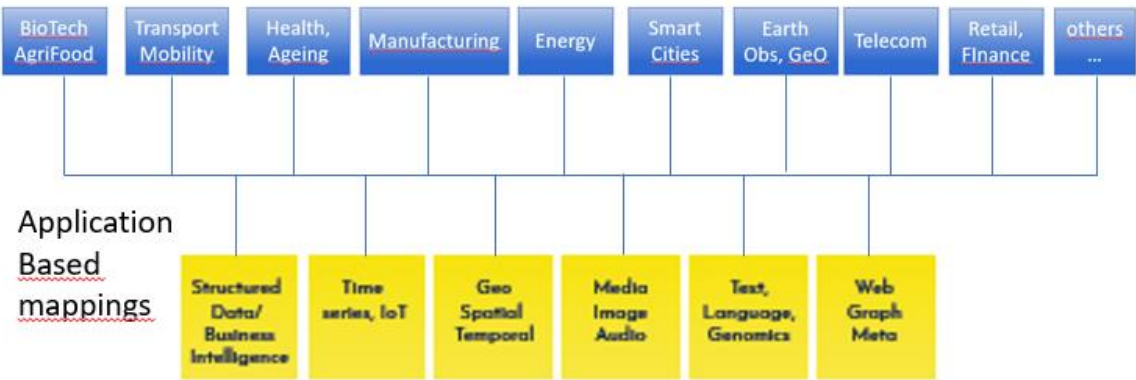 BioTech
AgriFood
Transport
Mobility
Health,
Ageing
Manufacturing
Energy
Smart
Cities
Earth
Obs, GeO
Telecom
Retail,
FInance
others
...
Application
Based
mappings
Structured
Data/
Business
Intelligence
Time
series, IoT
Geo
Spatial
Temporal
Media
Image
Audio
Text,
Language,
Genomics
Web
Graph
Meta